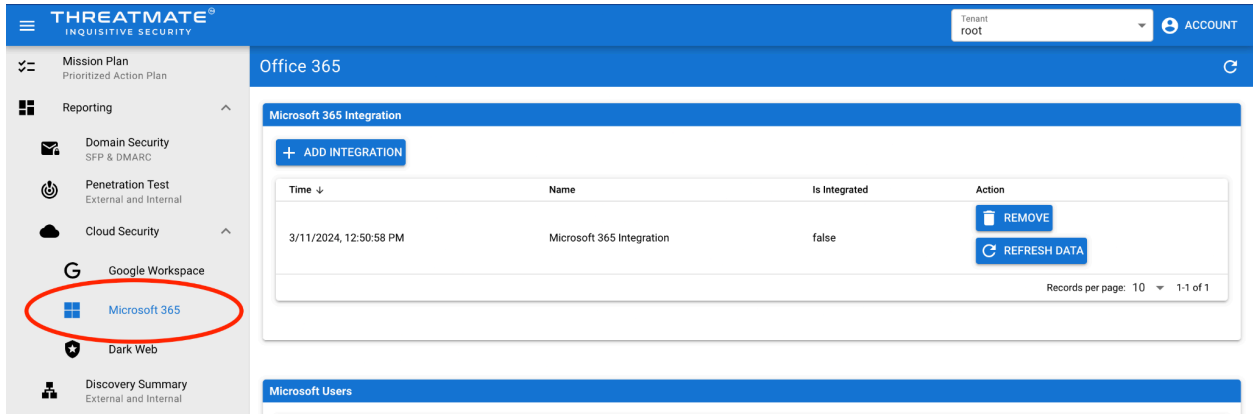 THREATMATE®
INQUISITIVE SECURITY
Tenant
root
ACCOUNT
Mission Plan
Prioritized Action Plan
Reporting
Domain Security
SFP & DMARC
Penetration Test
External and Internal
Cloud Security
G Google Workspace
Microsoft 365
Dark Web
Discovery Summary
External and Internal
Office 365
Microsoft 365 Integration
+ ADD INTEGRATION
Time ↓ Name Is Integrated Action
3/11/2024, 12:50:58 PM Microsoft 365 Integration false
REMOVE
REFRESH DATA
Records per page: 10 1-1 of 1
Microsoft Users